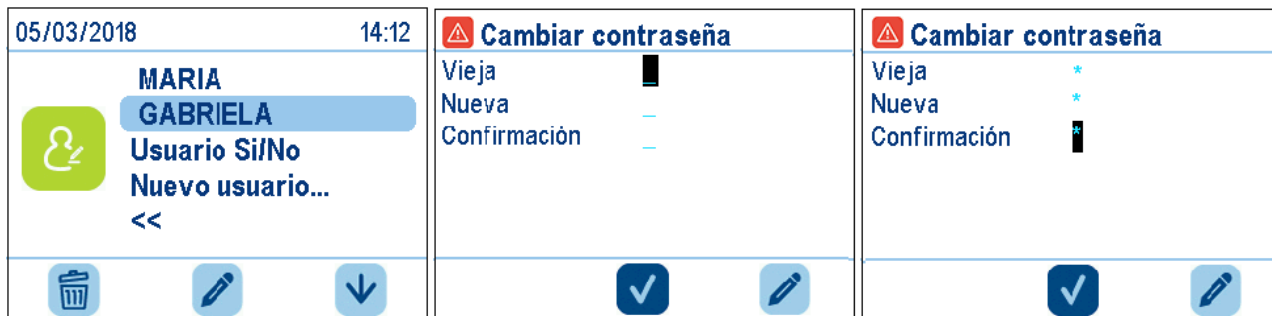 05/03/2018 14:12
MARIA
GABRIELA
Usuario Si/No
Nuevo usuario...
<<
Cambiar contraseña
Vieja _
Nueva _
Confirmación _
Cambiar contraseña
Vieja *
Nueva *
Confirmación *